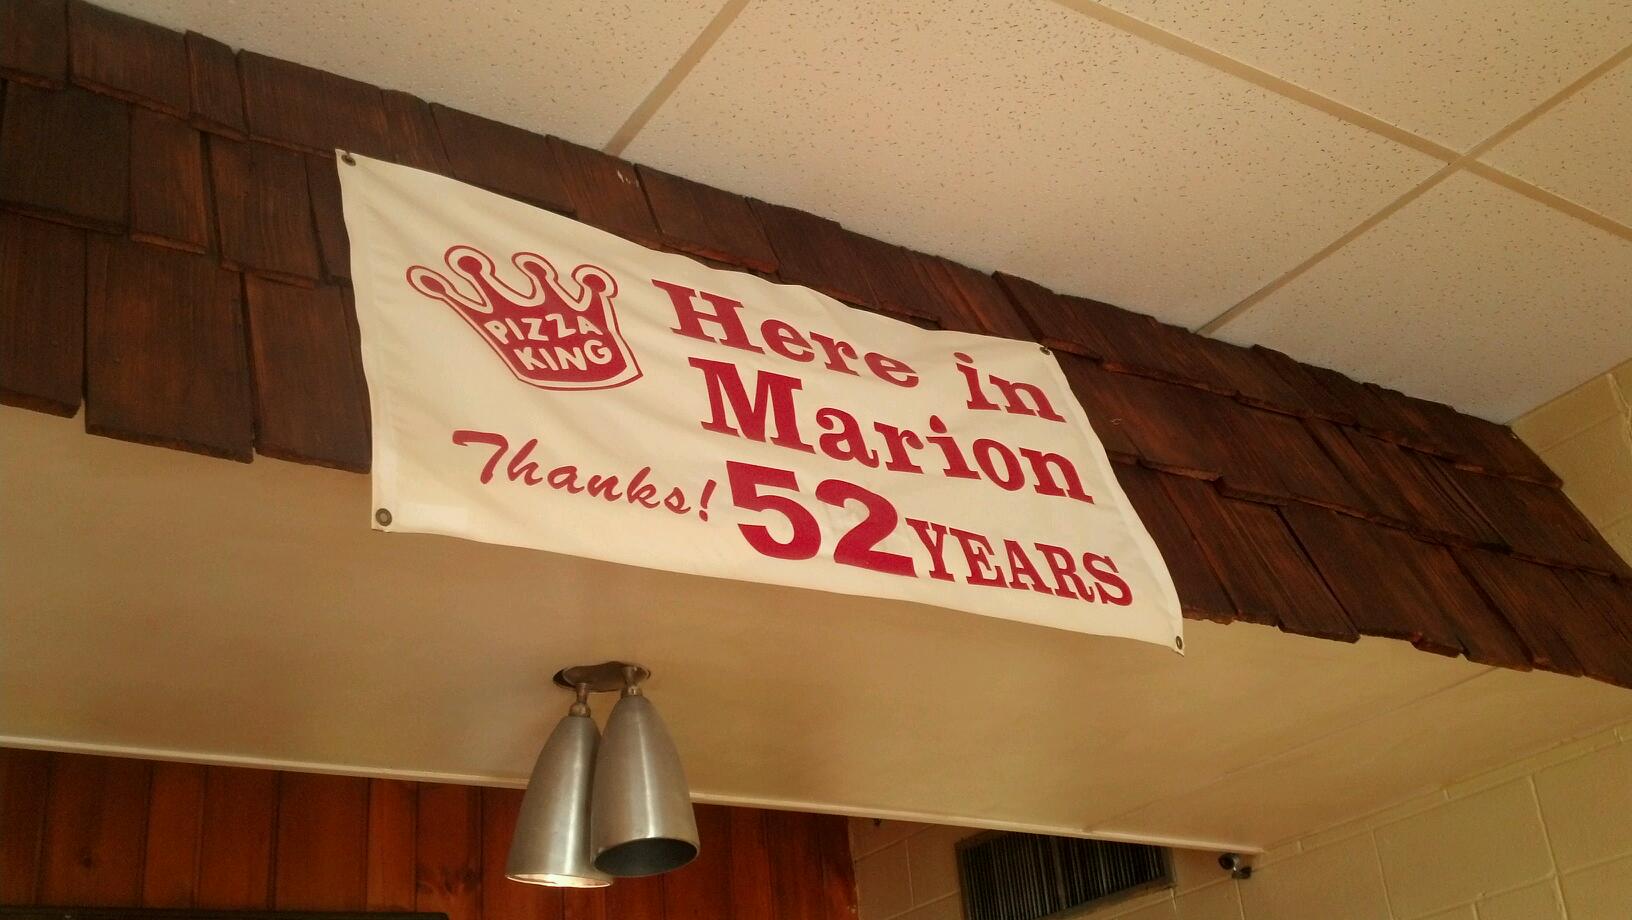 PIZZA
KING
Here in
Marion
Thanks! 52 YEARS